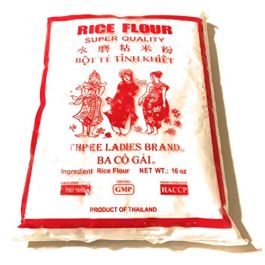 RICE FLOUR
SUPER QUALITY
水磨粘米粉
BỘT TẺ TINH KHIẾT
THREE LADIES BRAND
BA CÔ GÁI
Ingredient: Rice Flour NET WT.: 16 oz
GMP
HACCP
PRODUCT OF THAILAND